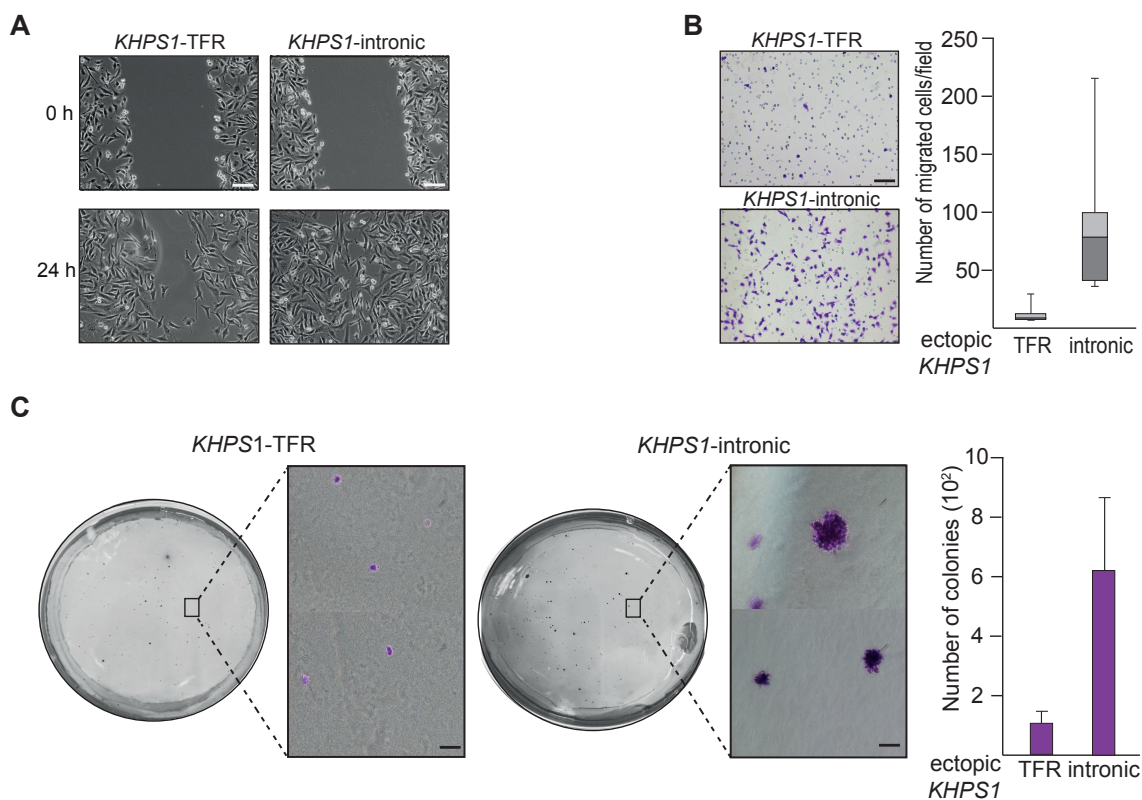 A
KHPS1-TFR
KHPS1-intronic
0 h
24 h
B
KHPS1-TFR
KHPS1-intronic
Number of migrated cells/field
250
200
150
100
50
ectopic
KHPS1
TFR
intronic
C
KHPS1-TFR
KHPS1-intronic
Number of colonies (10²)
10
8
6
4
2
ectopic
KHPS1
TFR
intronic